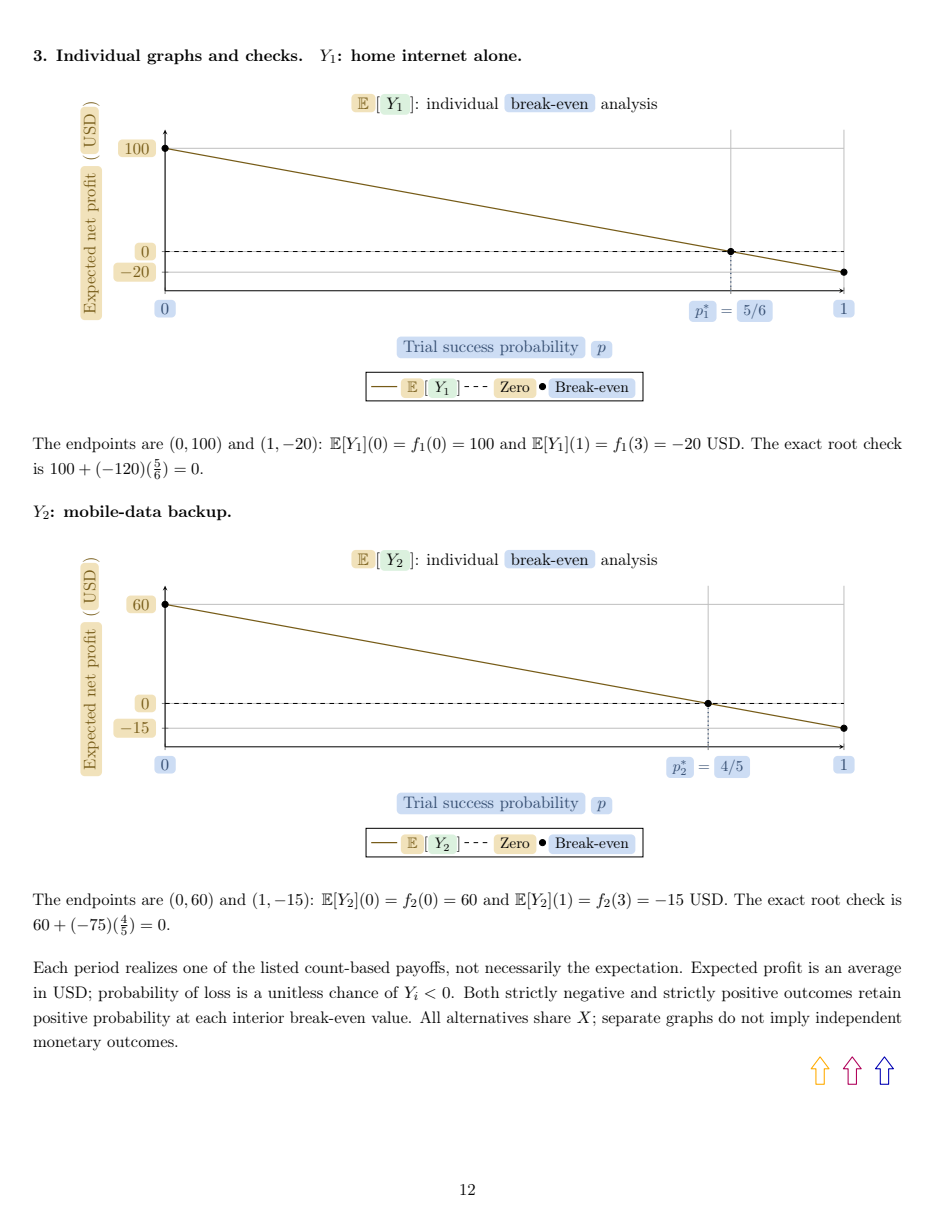 3. Individual graphs and checks. Y₁: home internet alone.
𝔼[Y₁]: individual break-even analysis
Expected net profit (USD)
100
0
−20
0
p₁* = 5/6
1
Trial success probability p
𝔼[Y₁] Zero Break-even
The endpoints are (0, 100) and (1, −20): 𝔼[Y₁](0) = f₁(0) = 100 and 𝔼[Y₁](1) = f₁(3) = −20 USD. The exact root check
is 100 + (−120)(5/6) = 0.
Y₂: mobile-data backup.
𝔼[Y₂]: individual break-even analysis
Expected net profit (USD)
60
0
−15
0
p₂* = 4/5
1
Trial success probability p
𝔼[Y₂] Zero Break-even
The endpoints are (0, 60) and (1, −15): 𝔼[Y₂](0) = f₂(0) = 60 and 𝔼[Y₂](1) = f₂(3) = −15 USD. The exact root check is
60 + (−75)(4/5) = 0.
Each period realizes one of the listed count-based payoffs, not necessarily the expectation. Expected profit is an average
in USD; probability of loss is a unitless chance of Yᵢ < 0. Both strictly negative and strictly positive outcomes retain
positive probability at each interior break-even value. All alternatives share X; separate graphs do not imply independent
monetary outcomes.
12